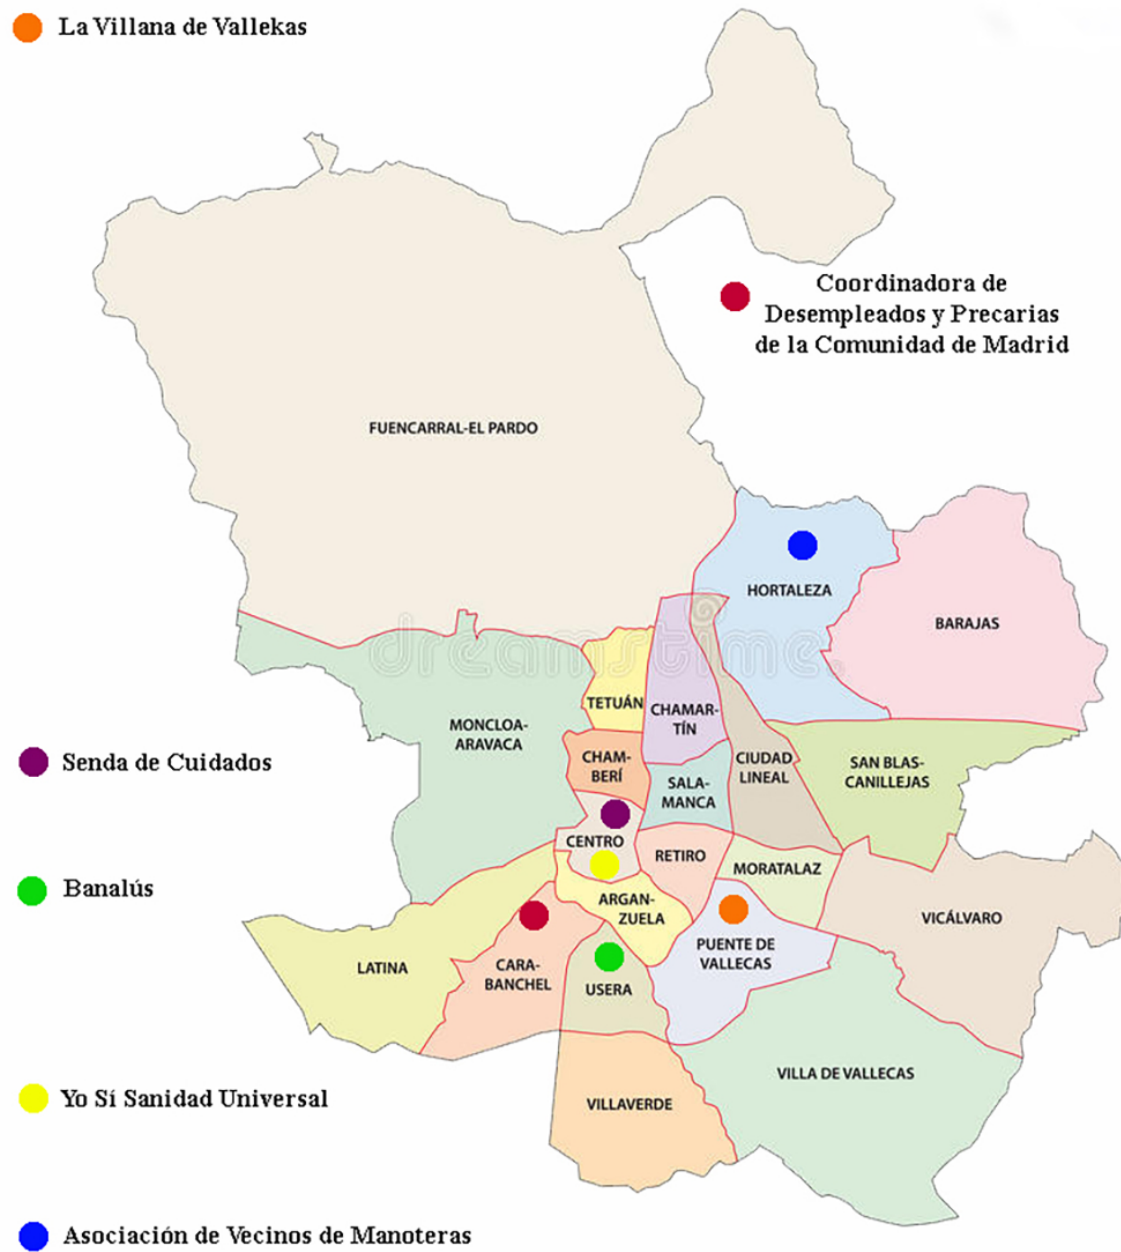 La Villana de Vallekas
Coordinadora de
Desempleados y Precarias
de la Comunidad de Madrid
FUENCARRAL-EL PARDO
HORTALEZA
BARAJAS
dreamstime
TETUÁN
CHAMAR-
TÍN
MONCLOA-
ARAVACA
CHAM-
BERÍ
CIUDAD
LINEAL
SAN BLAS-
CANILLEJAS
SALA-
MANCA
Senda de Cuidados
CENTRO
RETIRO
MORATALAZ
Banalús
ARGAN-
ZUELA
VICÁLVARO
PUENTE DE
VALLECAS
LATINA
CARA-
BANCHEL
USERA
VILLA DE VALLECAS
Yo Sí Sanidad Universal
VILLAVERDE
Asociación de Vecinos de Manoteras